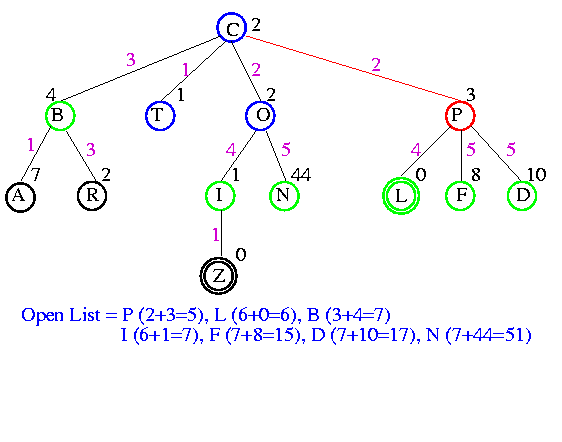 C 2
3 1 2 2
4 1 2 3
B T O P
1 3 4 5 4 5 5
7 2 1 44 0 8 10
A R I N L F D
1
0
Z
Open List = P (2+3=5), L (6+0=6), B (3+4=7)
I (6+1=7), F (7+8=15), D (7+10=17), N (7+44=51)